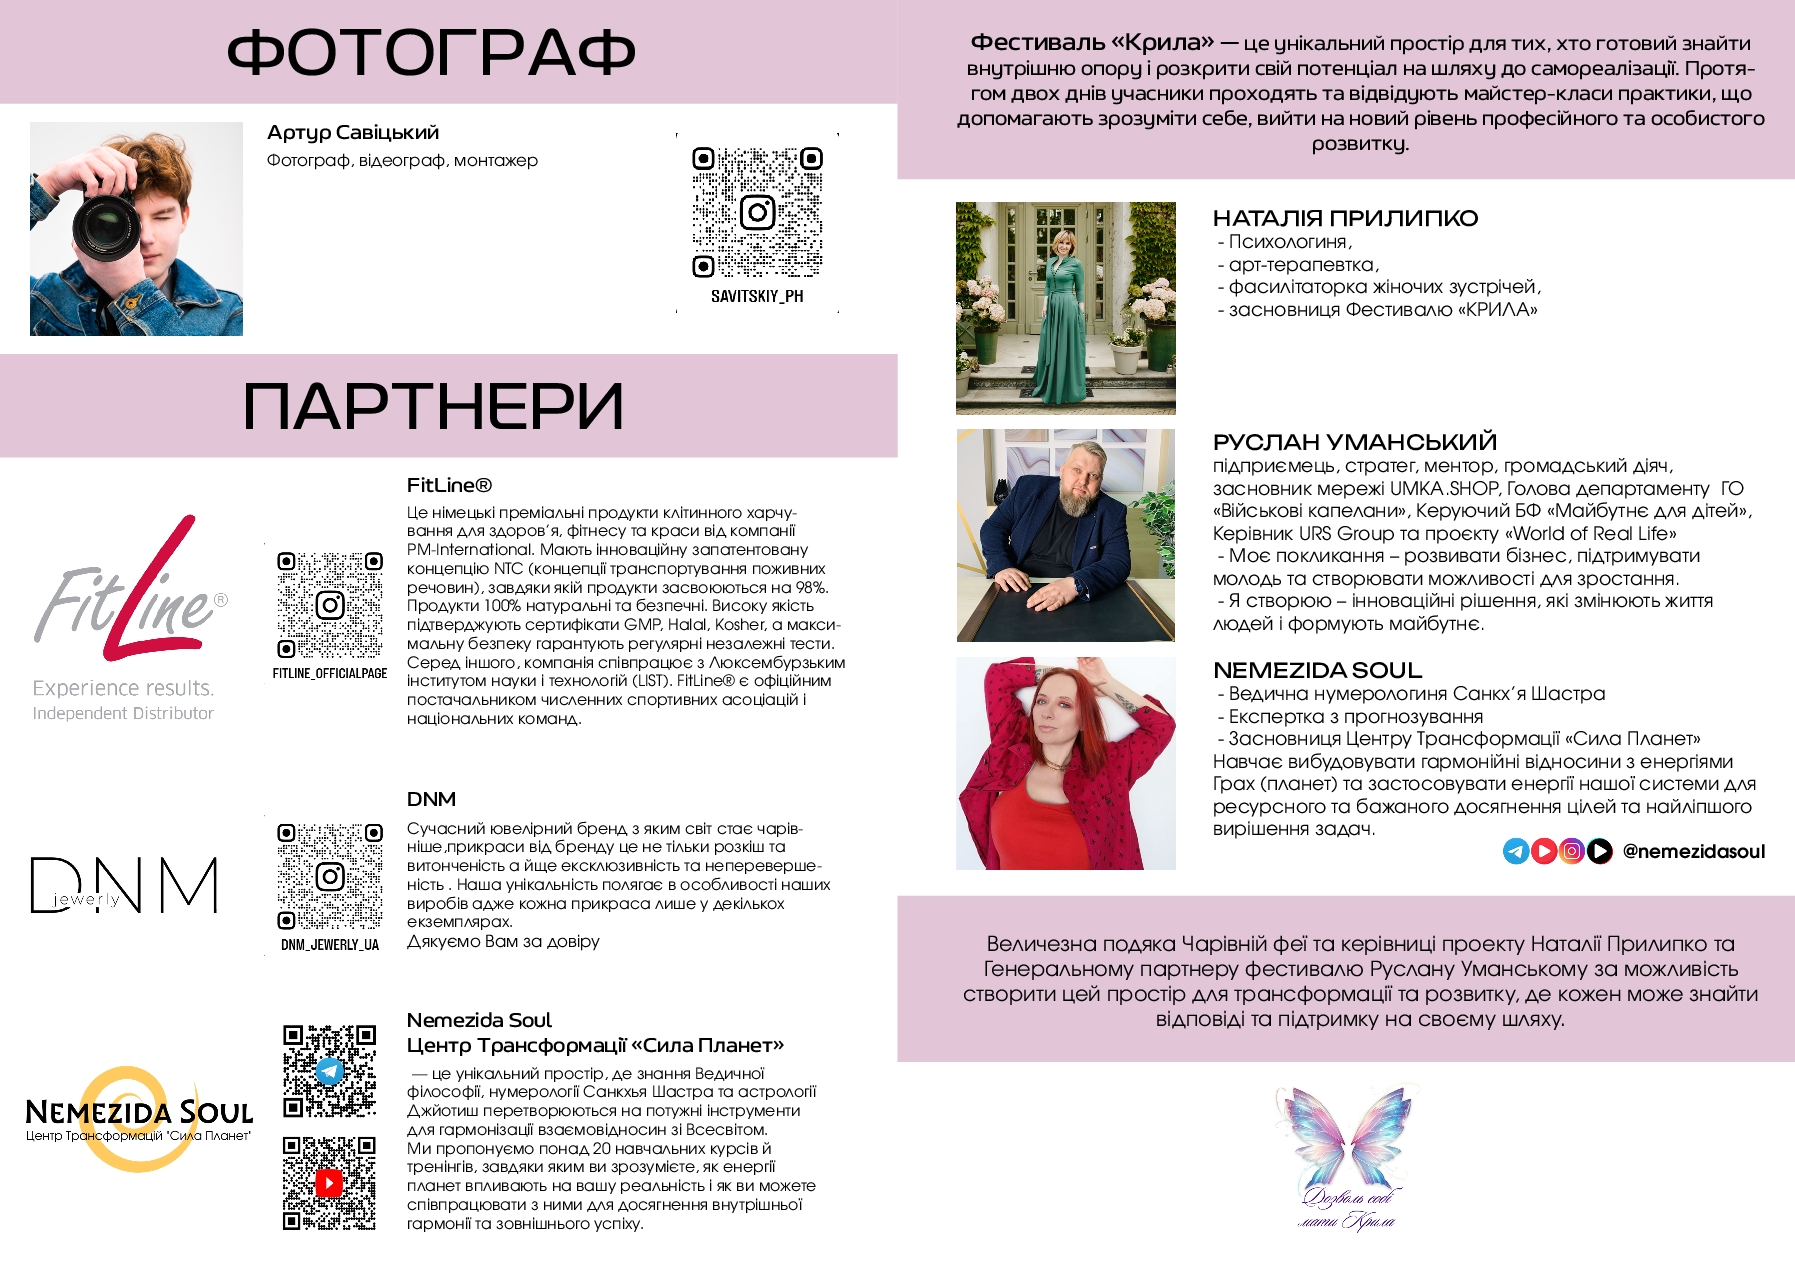 ФОТОГРАФ
Артур Савіцький
Фотограф, відеограф, монтажер
SAVITSKIY_PH
ПАРТНЕРИ
FitLine®
Experience results.
Independent Distributor
FITLINE_OFFICIALPAGE
FitLine®
Це німецькі преміальні продукти клітинного харчу-
вання для здоров’я, фітнесу та краси від компанії
PM-International. Мають інноваційну запатентовану
концепцію NTC (концепції транспортування поживних
речовин), завдяки якій продукти засвоюються на 98%.
Продукти 100% натуральні та безпечні. Високу якість
підтверджують сертифікати GMP, Halal, Kosher, а макси-
мальну безпеку гарантують регулярні незалежні тести.
Серед іншого, компанія співпрацює з Люксембурзьким
інститутом науки і технологій (LIST). FitLine® є офіційним
постачальником численних спортивних асоціацій і
національних команд.
DNM
jewerly
DNM_JEWERLY_UA
DNM
Сучасний ювелірний бренд з яким світ стає чарів-
ніше,прикраси від бренду це не тільки розкіш та
витонченість а йще ексклюзивність та неперевер­ше-
ність . Наша унікальність полягає в особливості наших
виробів адже кожна прикраса лише у декількох
екземплярах.
Дякуємо Вам за довіру
NEMEZIDA SOUL
Центр Трансформацій "Сила Планет"
Nemezida Soul
Центр Трансформації «Сила Планет»
— це унікальний простір, де знання Ведичної
філософії, нумерології Санкхья Шастра та астрології
Джйотиш перетворюються на потужні інструменти
для гармонізації взаємовідносин зі Всесвітом.
Ми пропонуємо понад 20 навчальних курсів й
тренінгів, завдяки яким ви зрозумієте, як енергії
планет впливають на вашу реальність і як ви можете
співпрацювати з ними для досягнення внутрішньої
гармонії та зовнішнього успіху.
Фестиваль «Крила» — це унікальний простір для тих, хто готовий знайти
внутрішню опору і розкрити свій потенціал на шляху до самореалізації. Протя-
гом двох днів учасники проходять та відвідують майстер-класи практики, що
допомагають зрозуміти себе, вийти на новий рівень професійного та особистого
розвитку.
НАТАЛІЯ ПРИЛИПКО
- Психологиня,
- арт-терапевтка,
- фасилітаторка жіночих зустрічей,
- засновниця Фестивалю «КРИЛА»
РУСЛАН УМАНСЬКИЙ
підприємець, стратег, ментор, громадський діяч,
засновник мережі UMKA.SHOP, Голова департаменту ГО
«Військові капелани», Керуючий БФ «Майбутнє для дітей»,
Керівник URS Group та проєкту «World of Real Life»
- Моє покликання – розвивати бізнес, підтримувати
молодь та створювати можливості для зростання.
- Я створюю – інноваційні рішення, які змінюють життя
людей і формують майбутнє.
NEMEZIDA SOUL
- Ведична нумерологиня Санкх’я Шастра
- Експертка з прогнозування
- Засновниця Центру Трансформації «Сила Планет»
Навчає вибудовувати гармонійні відносини з енергіями
Грах (планет) та застосовувати енергії нашої системи для
ресурсного та бажаного досягнення цілей та найліпшого
вирішення задач.
@nemezidasoul
Величезна подяка Чарівній феї та керівниці проекту Наталії Прилипко та
Генеральному партнеру фестивалю Руслану Уманському за можливість
створити цей простір для трансформації та розвитку, де кожен може знайти
відповіді та підтримку на своєму шляху.
Дозволь собі
мати Крила